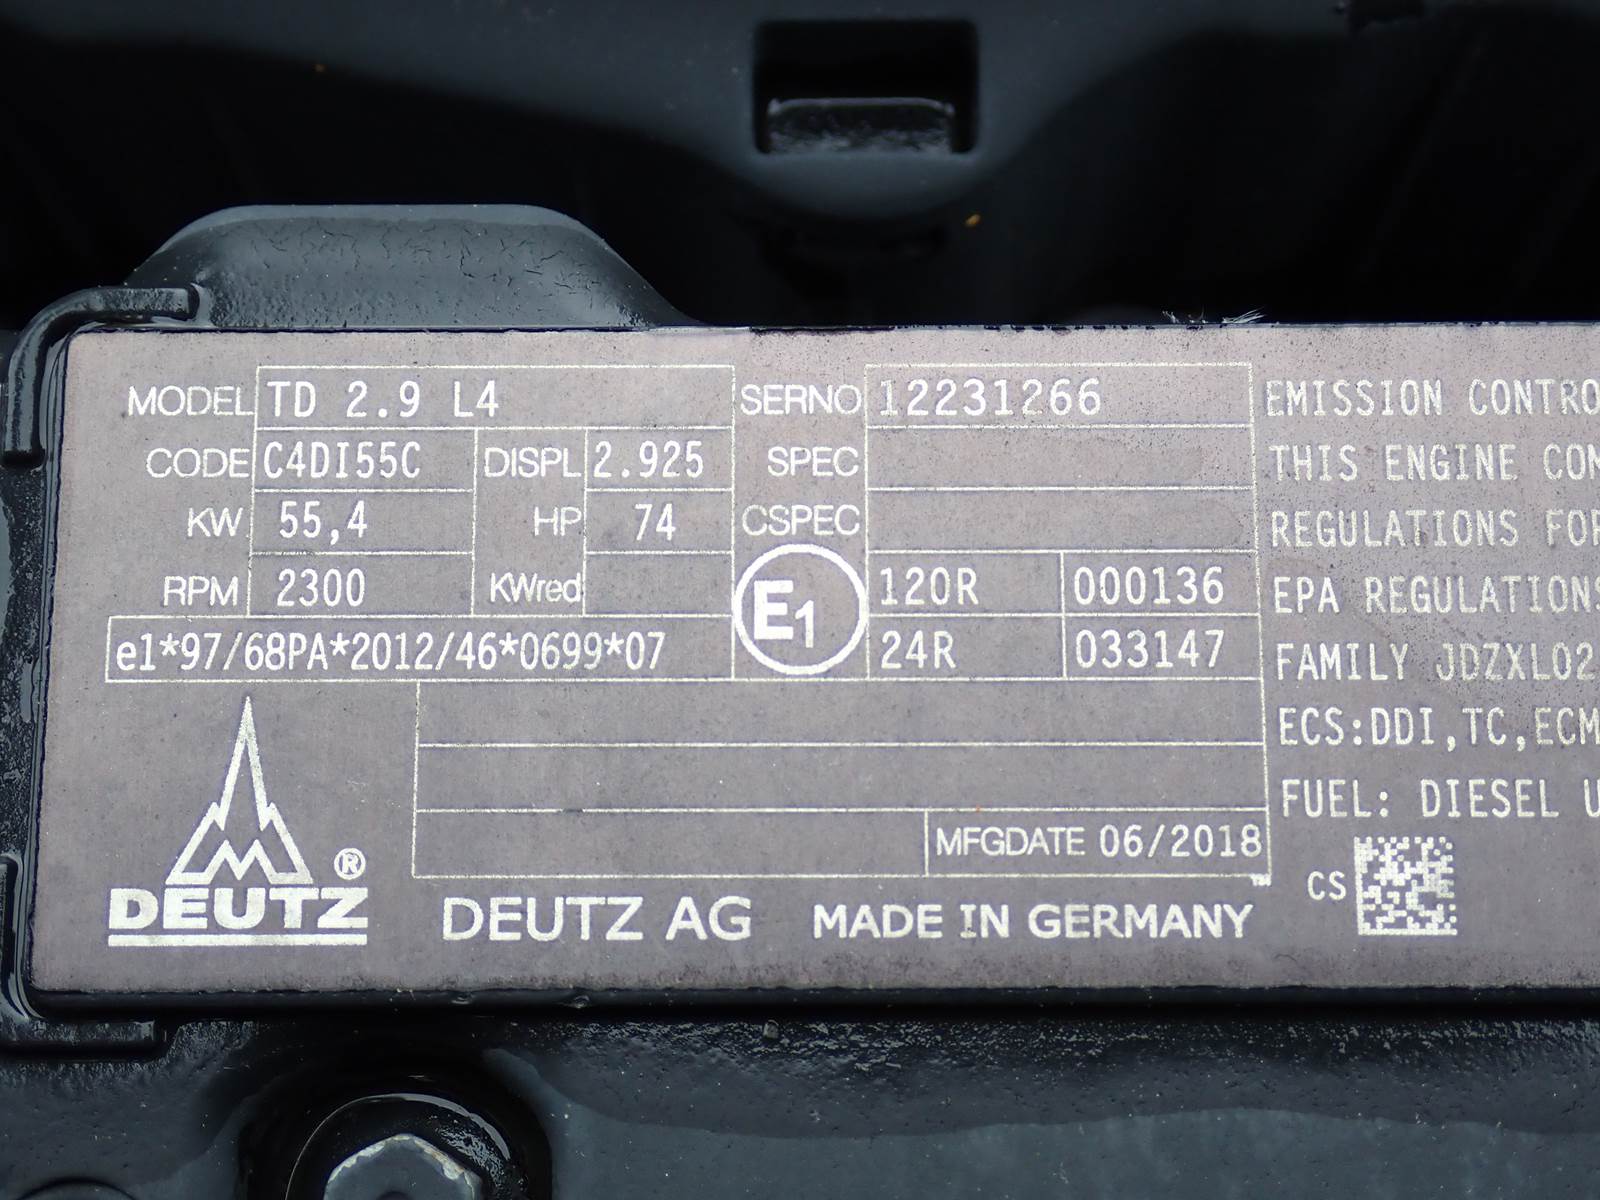 MODEL TD 2.9 L4 SERNO 12231266
CODE C4DI55C DISPL 2.925 SPEC
KW 55,4 HP 74 CSPEC
RPM 2300 KWred E1 120R 000136
e1*97/68PA*2012/46*0699*07 24R 033147
MFGDATE 06/2018
DEUTZ ®
DEUTZ AG MADE IN GERMANY
EMISSION CONTRO
THIS ENGINE COM
REGULATIONS FOR
EPA REGULATIONS
FAMILY JDZXL02
ECS:DDI,TC,ECM
FUEL: DIESEL U
CS